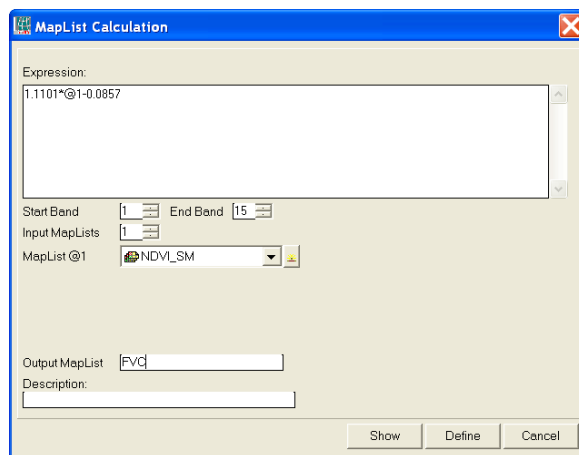 MapList Calculation
Expression:
1.1101*@1-0.0857
Start Band 1 End Band 15
Input MapLists 1
MapList @1 NDVI_SM
Output MapList FVC
Description:
Show Define Cancel